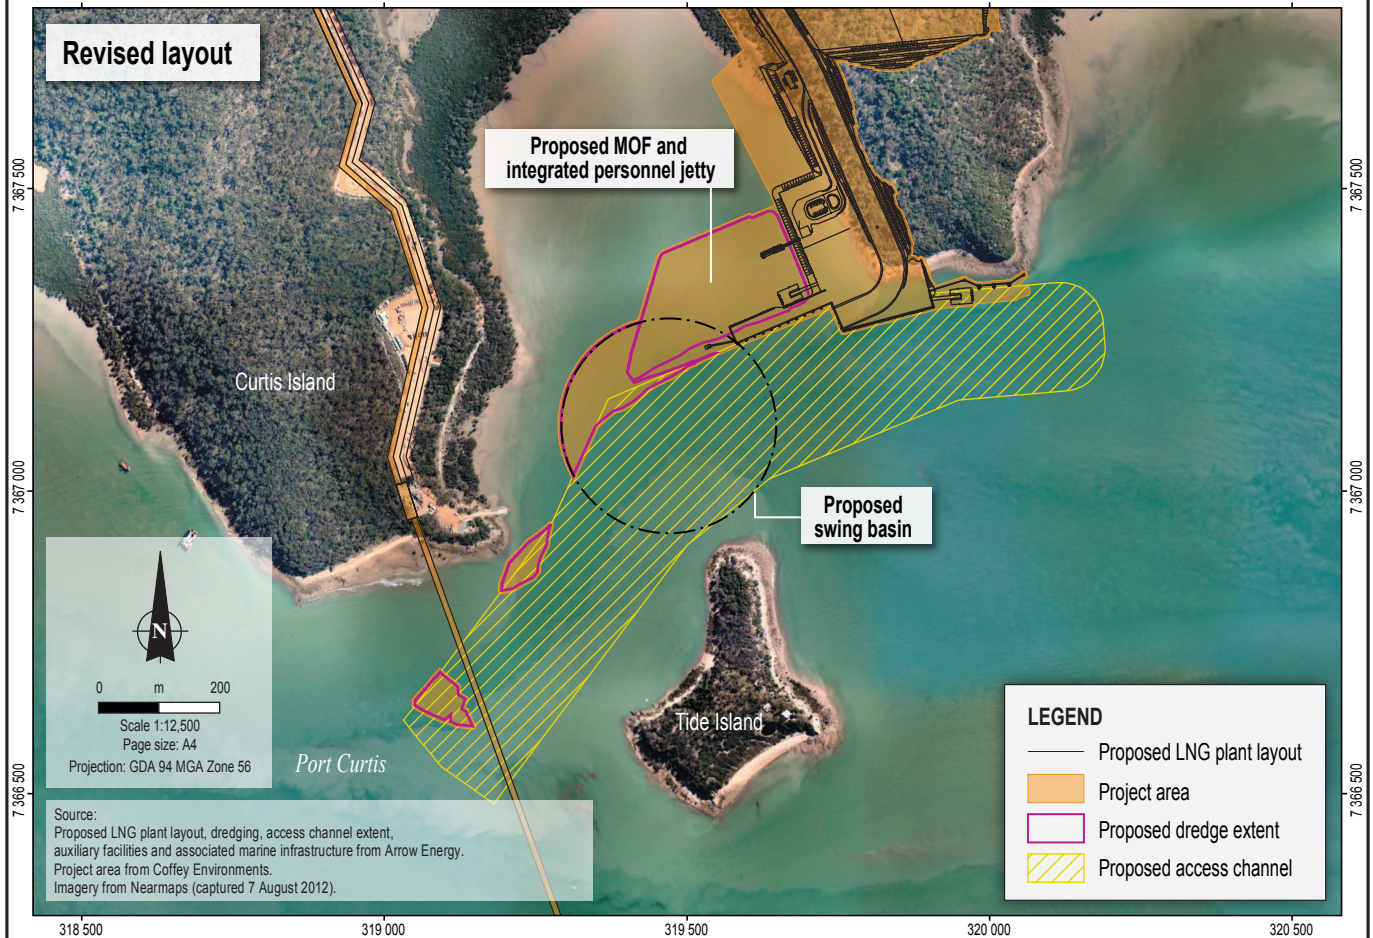 Revised layout
Proposed MOF and
integrated personnel jetty
7 367 500
7 367 500
Curtis Island
7 367 000
7 367 000
Proposed
swing basin
N
0 m 200
Scale 1:12,500
Page size: A4
Projection: GDA 94 MGA Zone 56
Port Curtis
Tide Island
7 366 500
7 366 500
LEGEND
Proposed LNG plant layout
Project area
Proposed dredge extent
Proposed access channel
Source:
Proposed LNG plant layout, dredging, access channel extent,
auxiliary facilities and associated marine infrastructure from Arrow Energy.
Project area from Coffey Environments.
Imagery from Nearmaps (captured 7 August 2012).
318 500
319 000
319 500
320 000
320 500